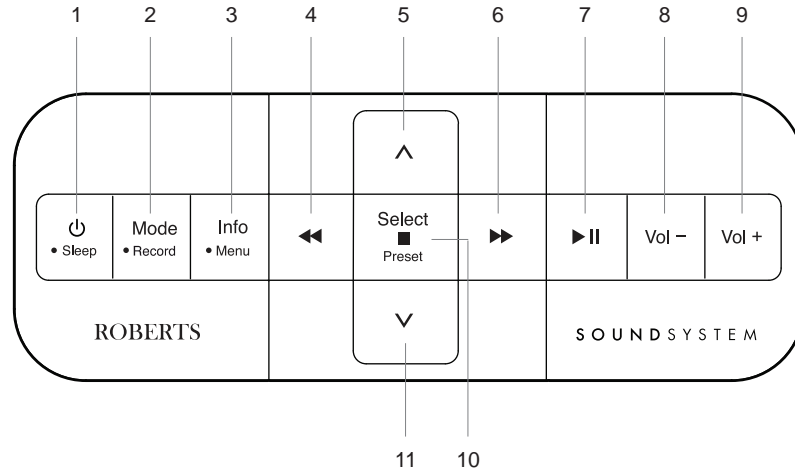 1 2 3 4 5 6 7 8 9
Mode Info Select Vol – Vol +
• Sleep • Record • Menu Preset
ROBERTS SOUNDSYSTEM
11 10